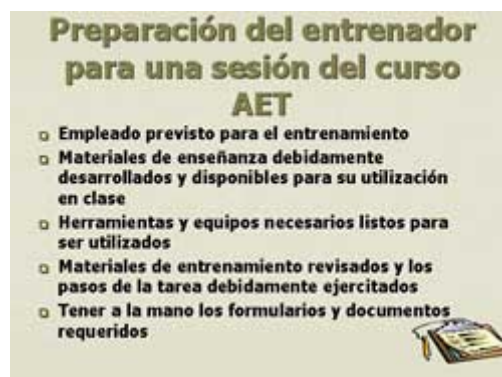 Preparación del entrenador
para una sesión del curso
AET
Empleado previsto para el entrenamiento
Materiales de enseñanza debidamente
desarrollados y disponibles para su utilización
en clase
Herramientas y equipos necesarios listos para
ser utilizados
Materiales de entrenamiento revisados y los
pasos de la tarea debidamente ejercitados
Tener a la mano los formularios y documentos
requeridos